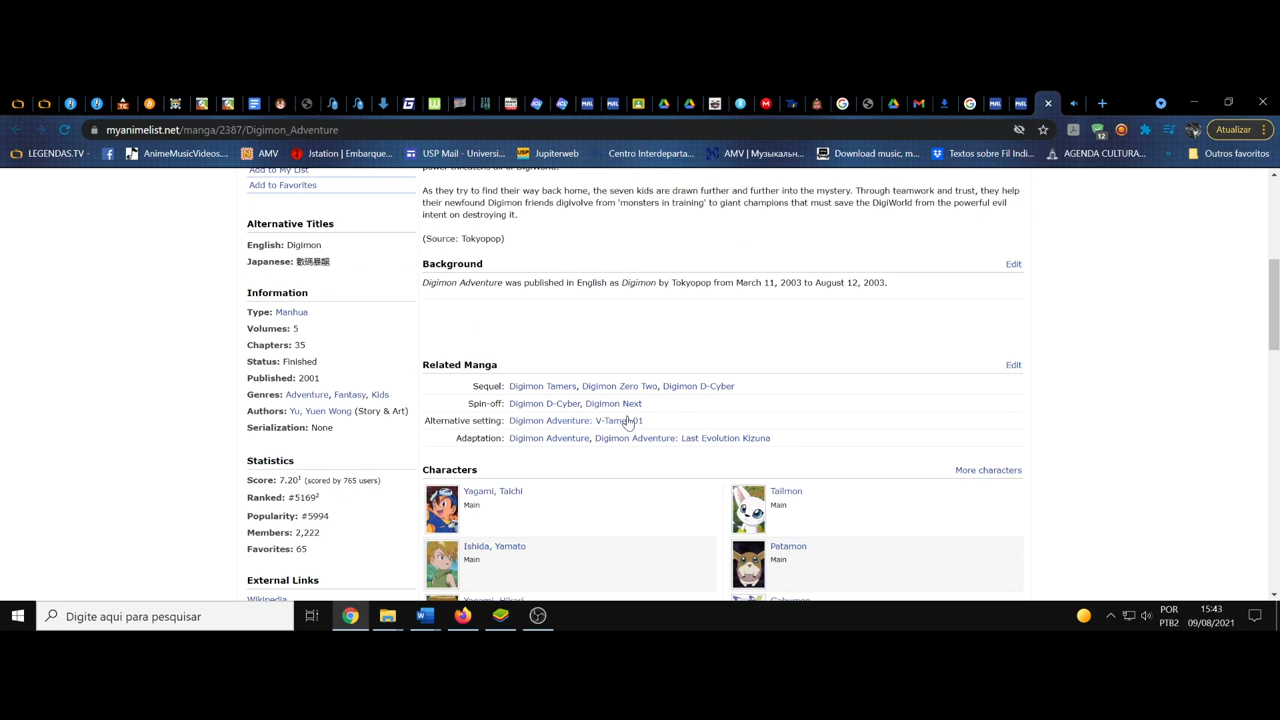 myanimelist.net/manga/2387/Digimon_Adventure
12
Atualizar
LEGENDAS.TV -
AnimeMusicVideos...
AMV
Jstation | Embarque...
USP Mail - Universi...
Jupiterweb
Centro Interdeparta...
AMV | Музыкальн...
Download music, m...
Textos sobre Fil Indi...
AGENDA CULTURA...
»
Outros favoritos
Add to My List
Add to Favorites
Alternative Titles
English: Digimon
Japanese: 數碼暴龍
Information
Type: Manhua
Volumes: 5
Chapters: 35
Status: Finished
Published: 2001
Genres: Adventure, Fantasy, Kids
Authors: Yu, Yuen Wong (Story & Art)
Serialization: None
Statistics
Score: 7.20¹ (scored by 765 users)
Ranked: #5169²
Popularity: #5994
Members: 2,222
Favorites: 65
External Links
Wikipedia
power threatens all of DigiWorld.
As they try to find their way back home, the seven kids are drawn further and further into the mystery. Through teamwork and trust, they help
their newfound Digimon friends digivolve from 'monsters in training' to giant champions that must save the DigiWorld from the powerful evil
intent on destroying it.
(Source: Tokyopop)
Background
Edit
Digimon Adventure was published in English as Digimon by Tokyopop from March 11, 2003 to August 12, 2003.
Related Manga
Edit
Sequel: Digimon Tamers, Digimon Zero Two, Digimon D-Cyber
Spin-off: Digimon D-Cyber, Digimon Next
Alternative setting: Digimon Adventure: V-Tamer 01
Adaptation: Digimon Adventure, Digimon Adventure: Last Evolution Kizuna
Characters
More characters
Yagami, Taichi
Main
Tailmon
Main
Ishida, Yamato
Main
Patamon
Main
Yagami, Hikari
Gabumon
Digite aqui para pesquisar
POR
PTB2
15:43
09/08/2021